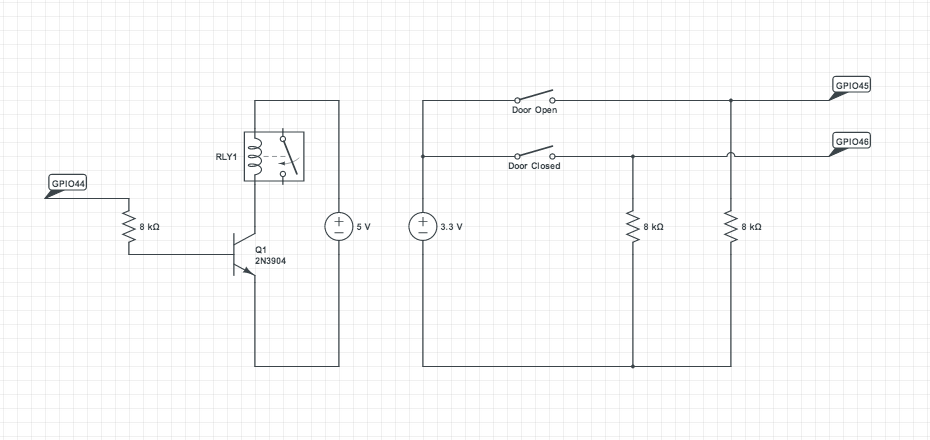 GPIO45
Door Open
GPIO46
RLY1
Door Closed
GPIO44
8 kΩ
5 V
3.3 V
8 kΩ
8 kΩ
Q1
2N3904